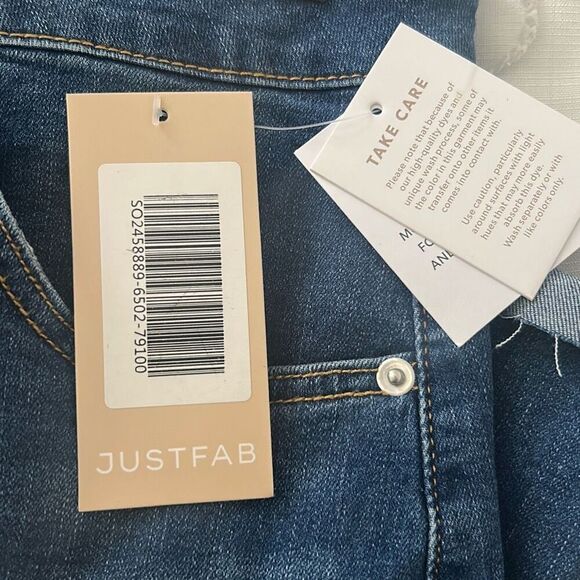 SO2458889-6502-79100
JUSTFAB
TAKE CARE
Please note that because of
our high-quality dyes and
unique wash process, some of
the color in this garment may
transfer onto other items it
comes into contact with.
Use caution, particularly
around surfaces with light
hues that may more easily
absorb this dye.
Wash separately or with
like colors only.
M
FO
AND